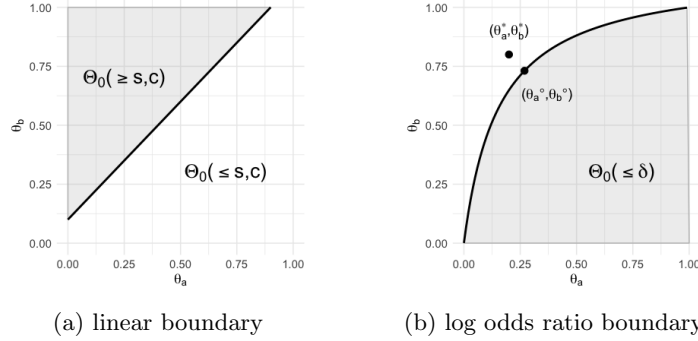 1.00
0.75
0.50
0.25
0.00
θb
Θ0( ≥ s,c)
Θ0( ≤ s,c)
0.00 0.25 0.50 0.75 1.00
θa
(a) linear boundary
1.00
0.75
0.50
0.25
0.00
θb
(θa*,θb*)
(θa°,θb°)
Θ0( ≤ δ)
0.00 0.25 0.50 0.75 1.00
θa
(b) log odds ratio boundary